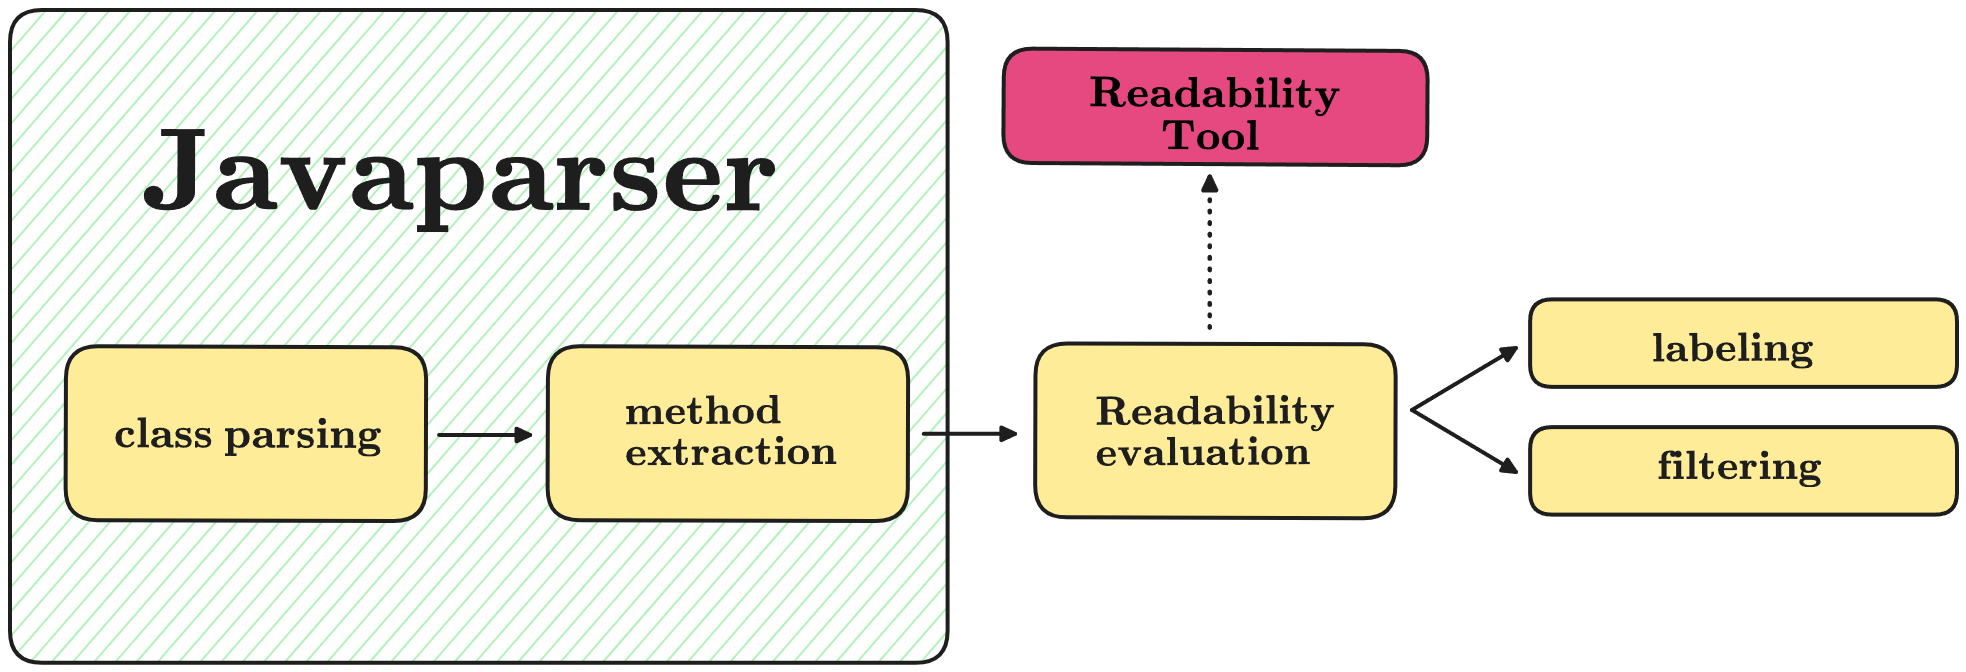 Javaparser
class parsing
method
extraction
Readability
Tool
Readability
evaluation
labeling
filtering